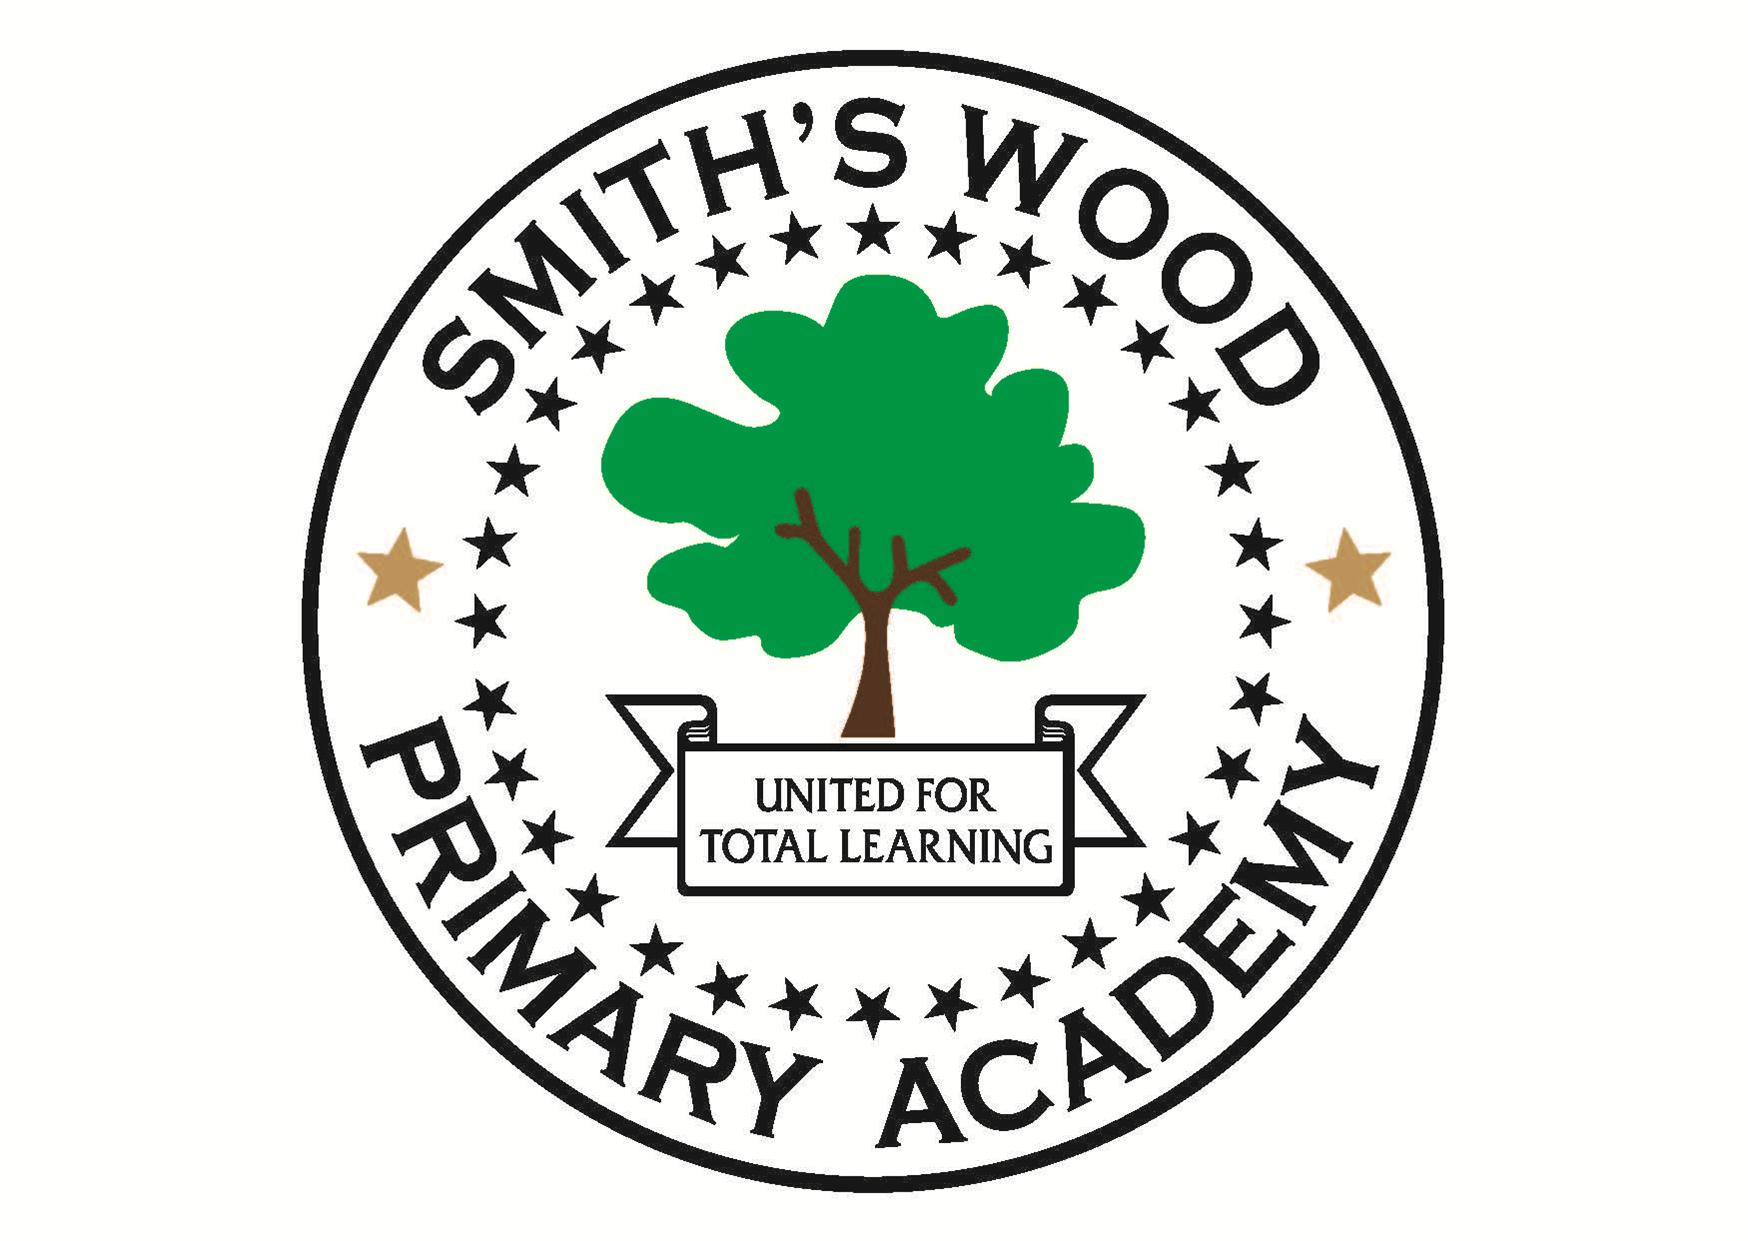 SMITH'S WOOD
UNITED FOR
TOTAL LEARNING
PRIMARY ACADEMY